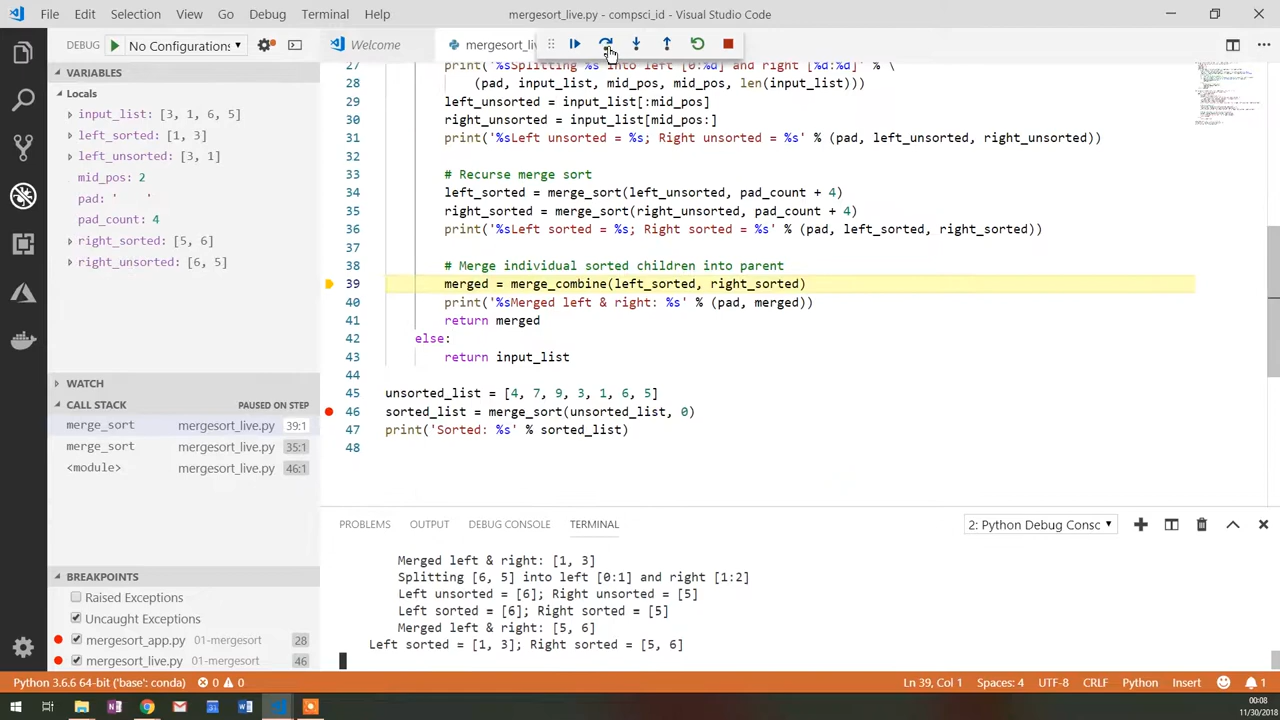 File Edit Selection View Go Debug Terminal Help
mergesort_live.py - compsci_id - Visual Studio Code
DEBUG No Configurations
Welcome
mergesort_liv
VARIABLES
Locals
input_list: [3, 1, 6, 5]
left_sorted: [1, 3]
left_unsorted: [3, 1]
mid_pos: 2
pad: ' '
pad_count: 4
right_sorted: [5, 6]
right_unsorted: [6, 5]
WATCH
CALL STACK PAUSED ON STEP
merge_sort mergesort_live.py 39:1
merge_sort mergesort_live.py 35:1
<module> mergesort_live.py 46:1
BREAKPOINTS
Raised Exceptions
Uncaught Exceptions
mergesort_app.py 01-mergesort 28
mergesort_live.py 01-mergesort 46
27 print('%sSplitting %s into left [0:%d] and right [%d:%d]' % \
28 (pad, input_list, mid_pos, mid_pos, len(input_list)))
29 left_unsorted = input_list[:mid_pos]
30 right_unsorted = input_list[mid_pos:]
31 print('%sLeft unsorted = %s; Right unsorted = %s' % (pad, left_unsorted, right_unsorted))
32
33 # Recurse merge sort
34 left_sorted = merge_sort(left_unsorted, pad_count + 4)
35 right_sorted = merge_sort(right_unsorted, pad_count + 4)
36 print('%sLeft sorted = %s; Right sorted = %s' % (pad, left_sorted, right_sorted))
37
38 # Merge individual sorted children into parent
39 merged = merge_combine(left_sorted, right_sorted)
40 print('%sMerged left & right: %s' % (pad, merged))
41 return merged
42 else:
43 return input_list
44
45 unsorted_list = [4, 7, 9, 3, 1, 6, 5]
46 sorted_list = merge_sort(unsorted_list, 0)
47 print('Sorted: %s' % sorted_list)
48
PROBLEMS OUTPUT DEBUG CONSOLE TERMINAL 2: Python Debug Consc
Merged left & right: [1, 3]
Splitting [6, 5] into left [0:1] and right [1:2]
Left unsorted = [6]; Right unsorted = [5]
Left sorted = [6]; Right sorted = [5]
Merged left & right: [5, 6]
Left sorted = [1, 3]; Right sorted = [5, 6]
Python 3.6.6 64-bit ('base': conda) 0 0 Ln 39, Col 1 Spaces: 4 UTF-8 CRLF Python Insert 1
00:08
11/30/2018